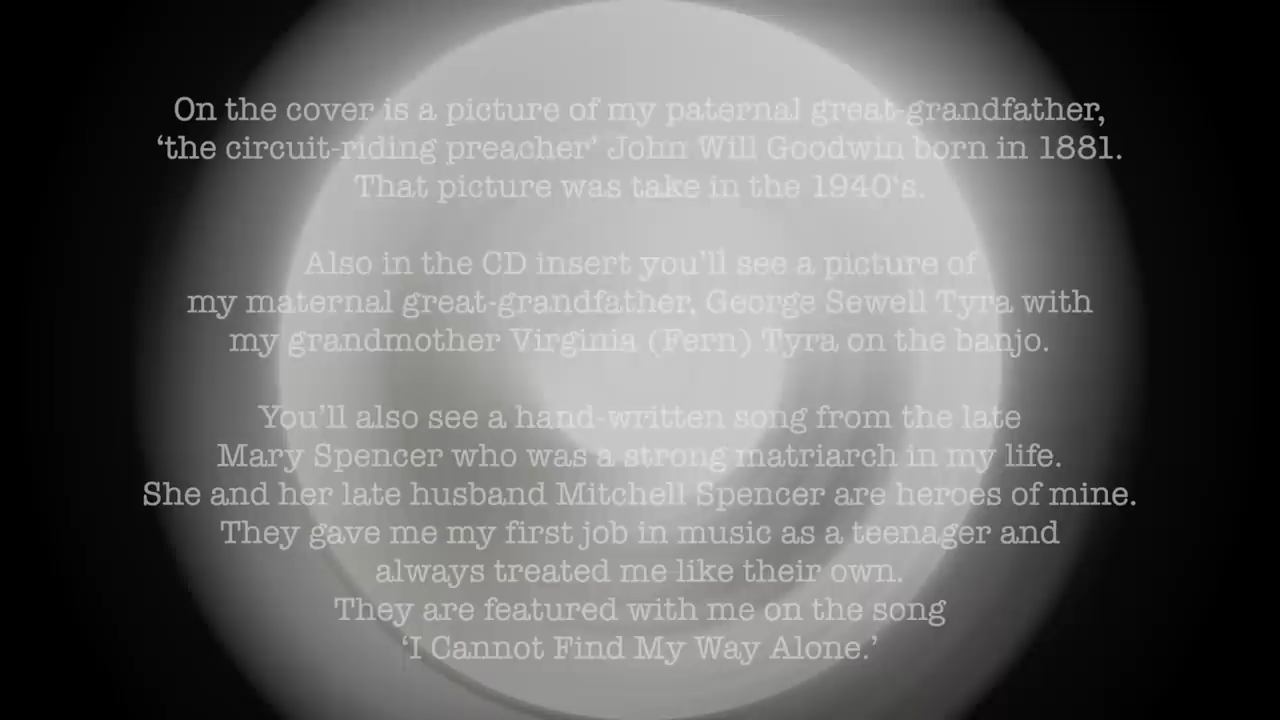 On the cover is a picture of my paternal great-grandfather,
‘the circuit-riding preacher’ John Will Goodwin born in 1881.
That picture was take in the 1940‘s.
Also in the CD insert you’ll see a picture of
my maternal great-grandfather, George Sewell Tyra with
my grandmother Virginia (Fern) Tyra on the banjo.
You’ll also see a hand-written song from the late
Mary Spencer who was a strong matriarch in my life.
She and her late husband Mitchell Spencer are heroes of mine.
They gave me my first job in music as a teenager and
always treated me like their own.
They are featured with me on the song
‘I Cannot Find My Way Alone.’